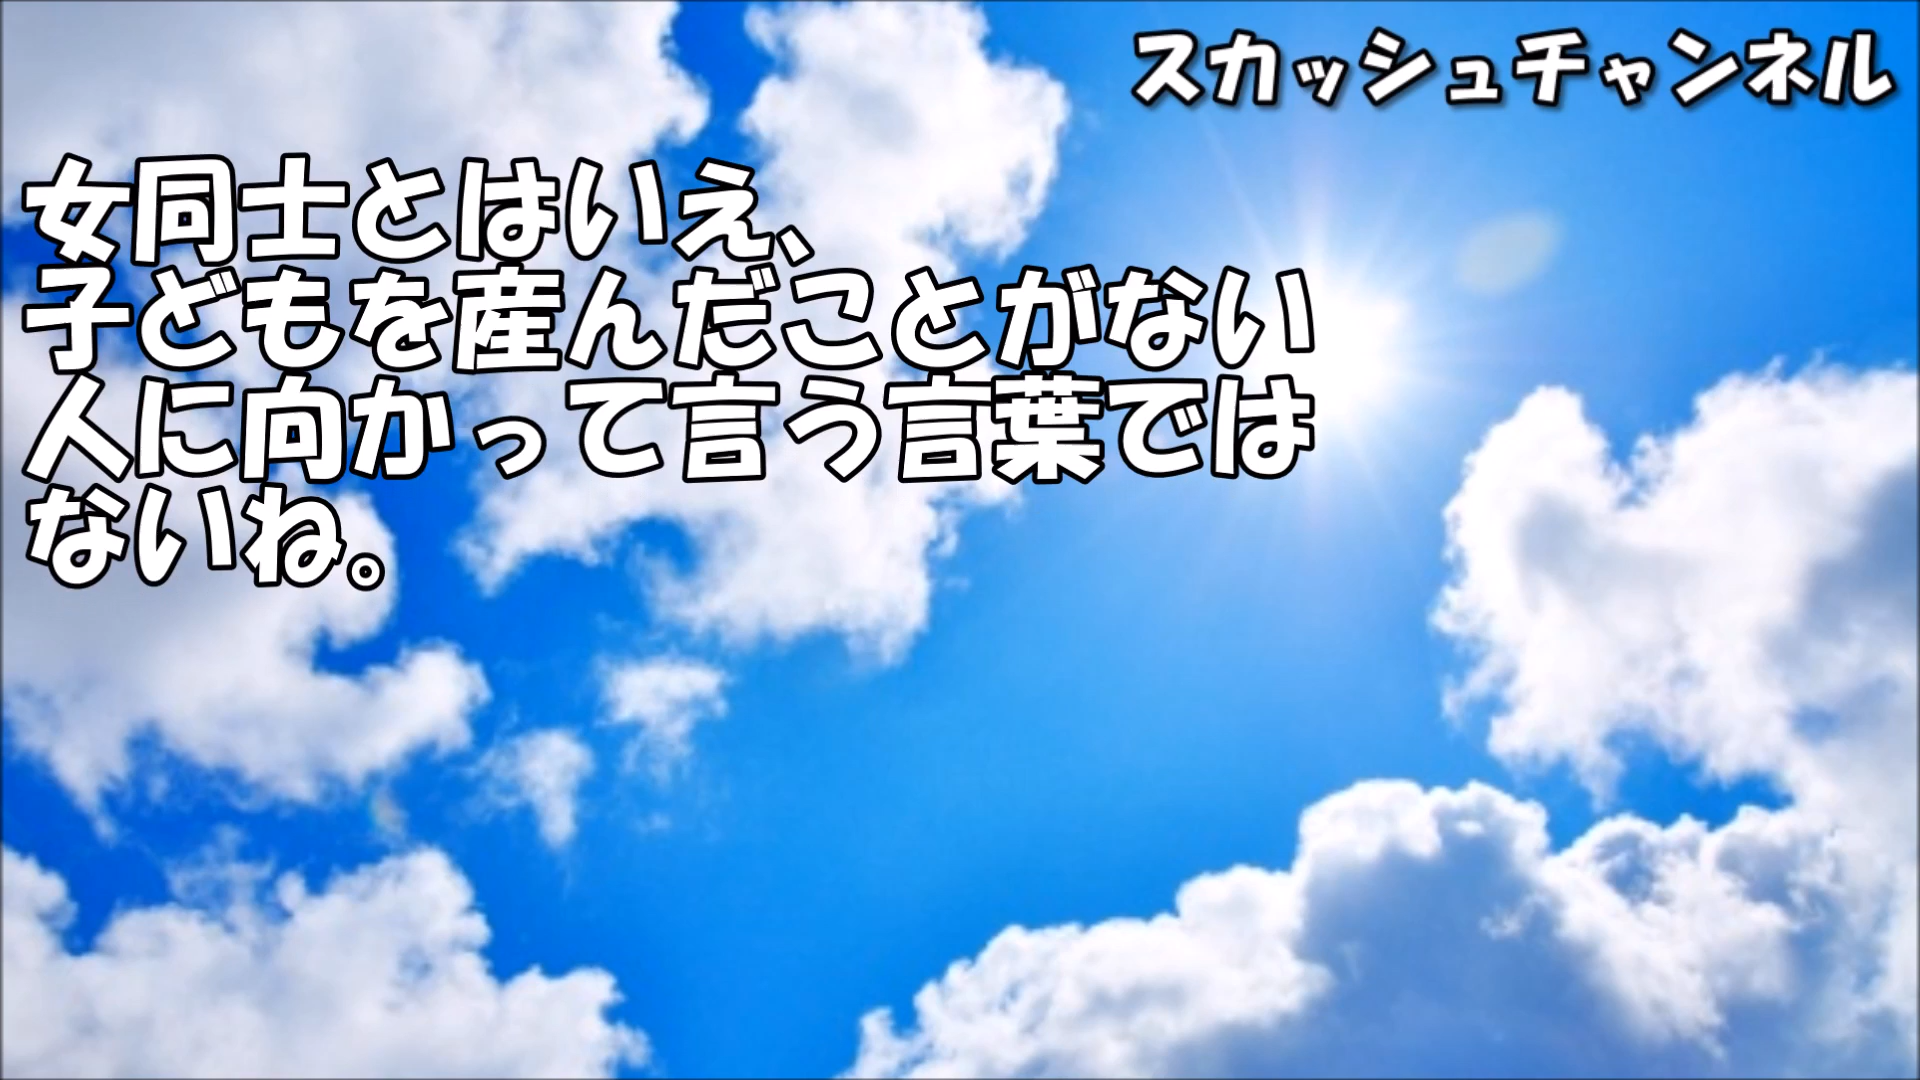 スカッシュチャンネル
女同士とはいえ、
子どもを産んだことがない
人に向かって言う言葉では
ないね。